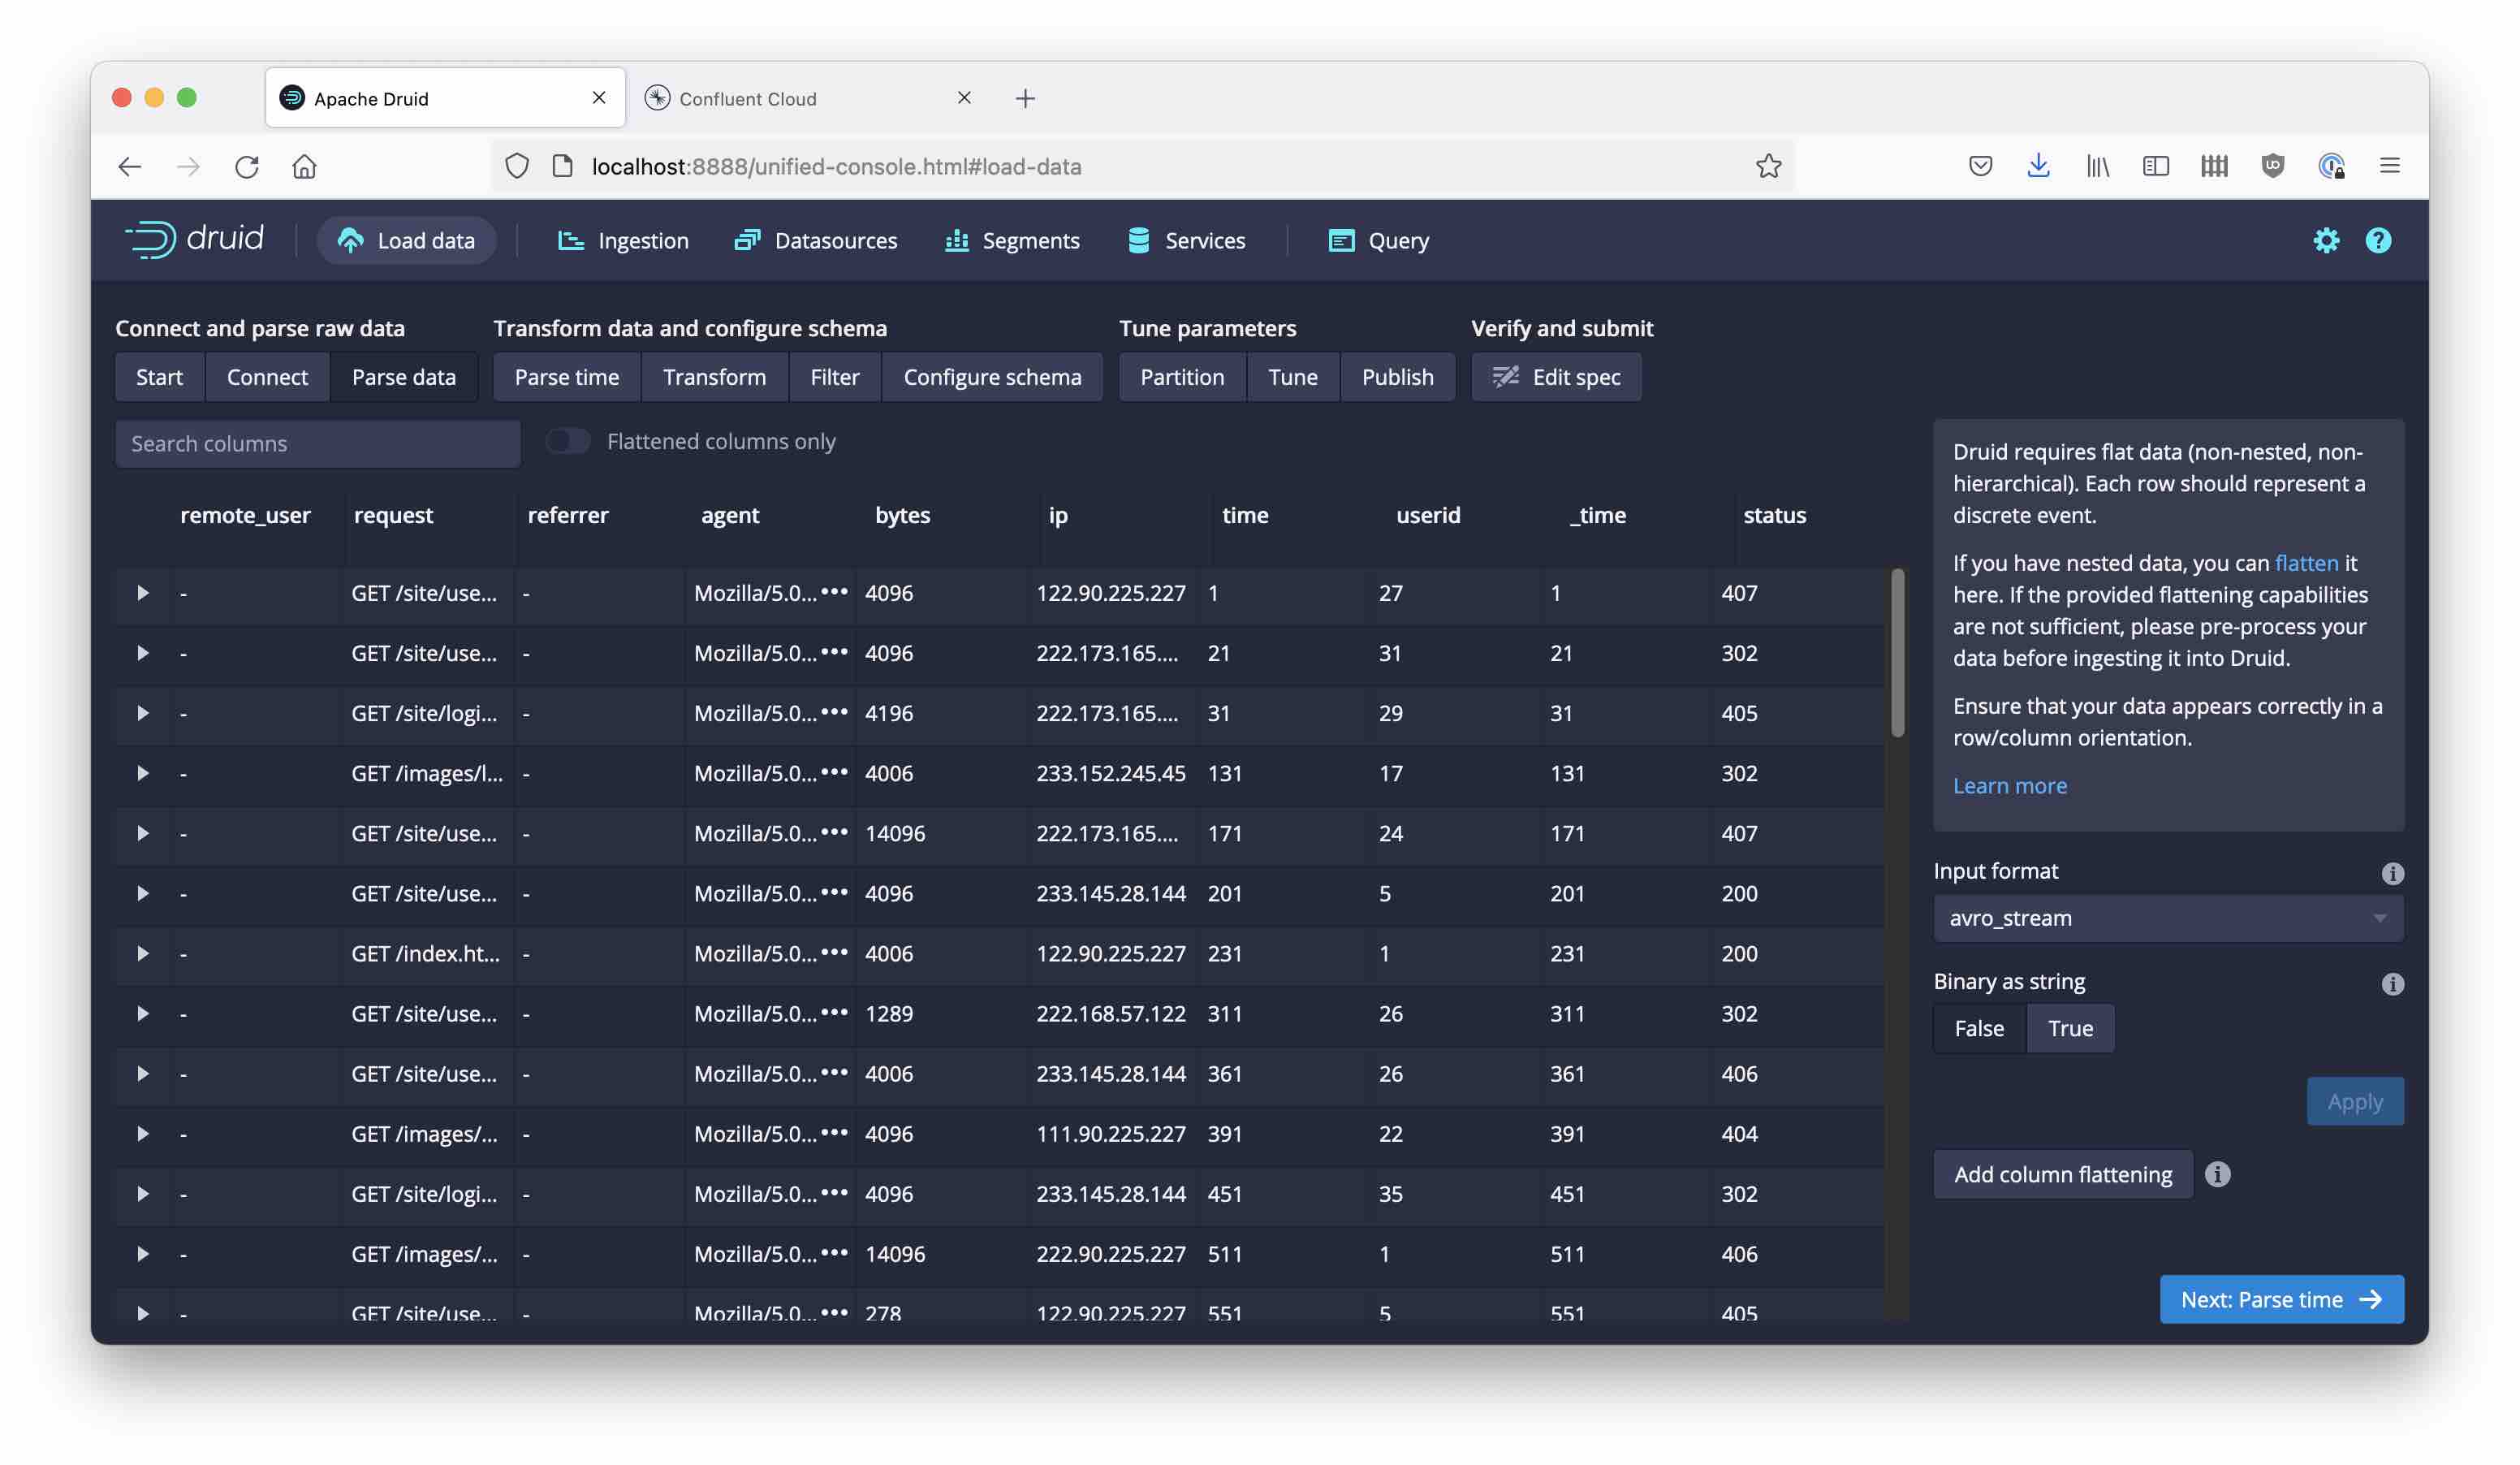 Apache Druid
Confluent Cloud
localhost:8888/unified-console.html#load-data
druid Load data Ingestion Datasources Segments Services Query
Connect and parse raw data Transform data and configure schema Tune parameters Verify and submit
Start Connect Parse data Parse time Transform Filter Configure schema Partition Tune Publish Edit spec
Search columns Flattened columns only
remote_user request referrer agent bytes ip time userid _time status
- GET /site/use... - Mozilla/5.0... ••• 4096 122.90.225.227 1 27 1 407
- GET /site/use... - Mozilla/5.0... ••• 4096 222.173.165.... 21 31 21 302
- GET /site/logi... - Mozilla/5.0... ••• 4196 222.173.165.... 31 29 31 405
- GET /images/l... - Mozilla/5.0... ••• 4006 233.152.245.45 131 17 131 302
- GET /site/use... - Mozilla/5.0... ••• 14096 222.173.165.... 171 24 171 407
- GET /site/use... - Mozilla/5.0... ••• 4096 233.145.28.144 201 5 201 200
- GET /index.ht... - Mozilla/5.0... ••• 4006 122.90.225.227 231 1 231 200
- GET /site/use... - Mozilla/5.0... ••• 1289 222.168.57.122 311 26 311 302
- GET /site/use... - Mozilla/5.0... ••• 4006 233.145.28.144 361 26 361 406
- GET /images/... - Mozilla/5.0... ••• 4096 111.90.225.227 391 22 391 404
- GET /site/logi... - Mozilla/5.0... ••• 4096 233.145.28.144 451 35 451 302
- GET /images/... - Mozilla/5.0... ••• 14096 222.90.225.227 511 1 511 406
- GET /site/use... - Mozilla/5.0... ••• 278 122.90.225.227 551 5 551 405
Druid requires flat data (non-nested, non-
hierarchical). Each row should represent a
discrete event.
If you have nested data, you can flatten it
here. If the provided flattening capabilities
are not sufficient, please pre-process your
data before ingesting it into Druid.
Ensure that your data appears correctly in a
row/column orientation.
Learn more
Input format
avro_stream
Binary as string
False True
Apply
Add column flattening
Next: Parse time